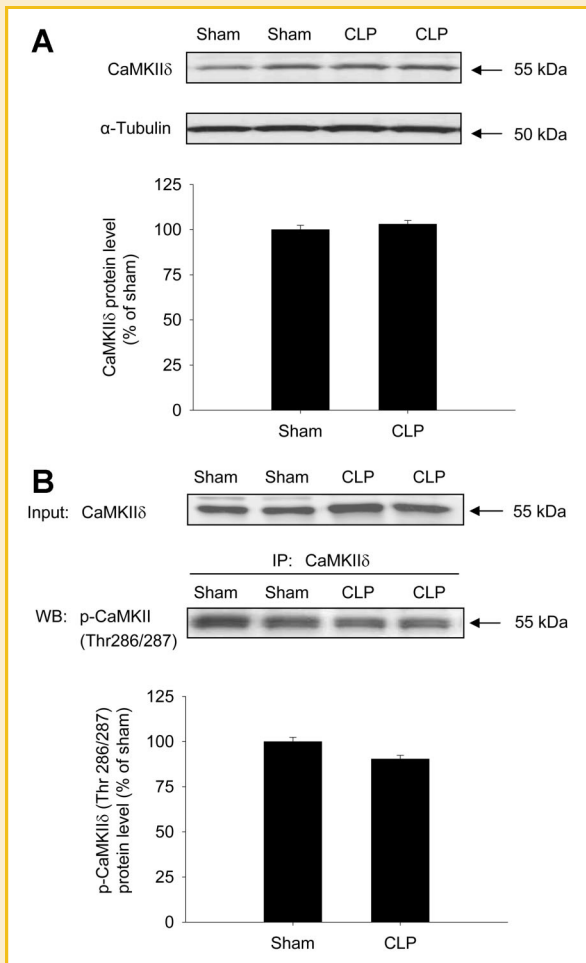 A
Sham Sham CLP CLP
CaMKIIδ
55 kDa
α-Tubulin
50 kDa
CaMKIIδ protein level
(% of sham)
125
100
75
50
25
0
Sham CLP
B
Sham Sham CLP CLP
Input: CaMKIIδ
55 kDa
IP: CaMKIIδ
Sham Sham CLP CLP
WB: p-CaMKII
(Thr286/287)
55 kDa
p-CaMKIIδ (Thr 286/287)
protein level (% of sham)
125
100
75
50
25
0
Sham CLP